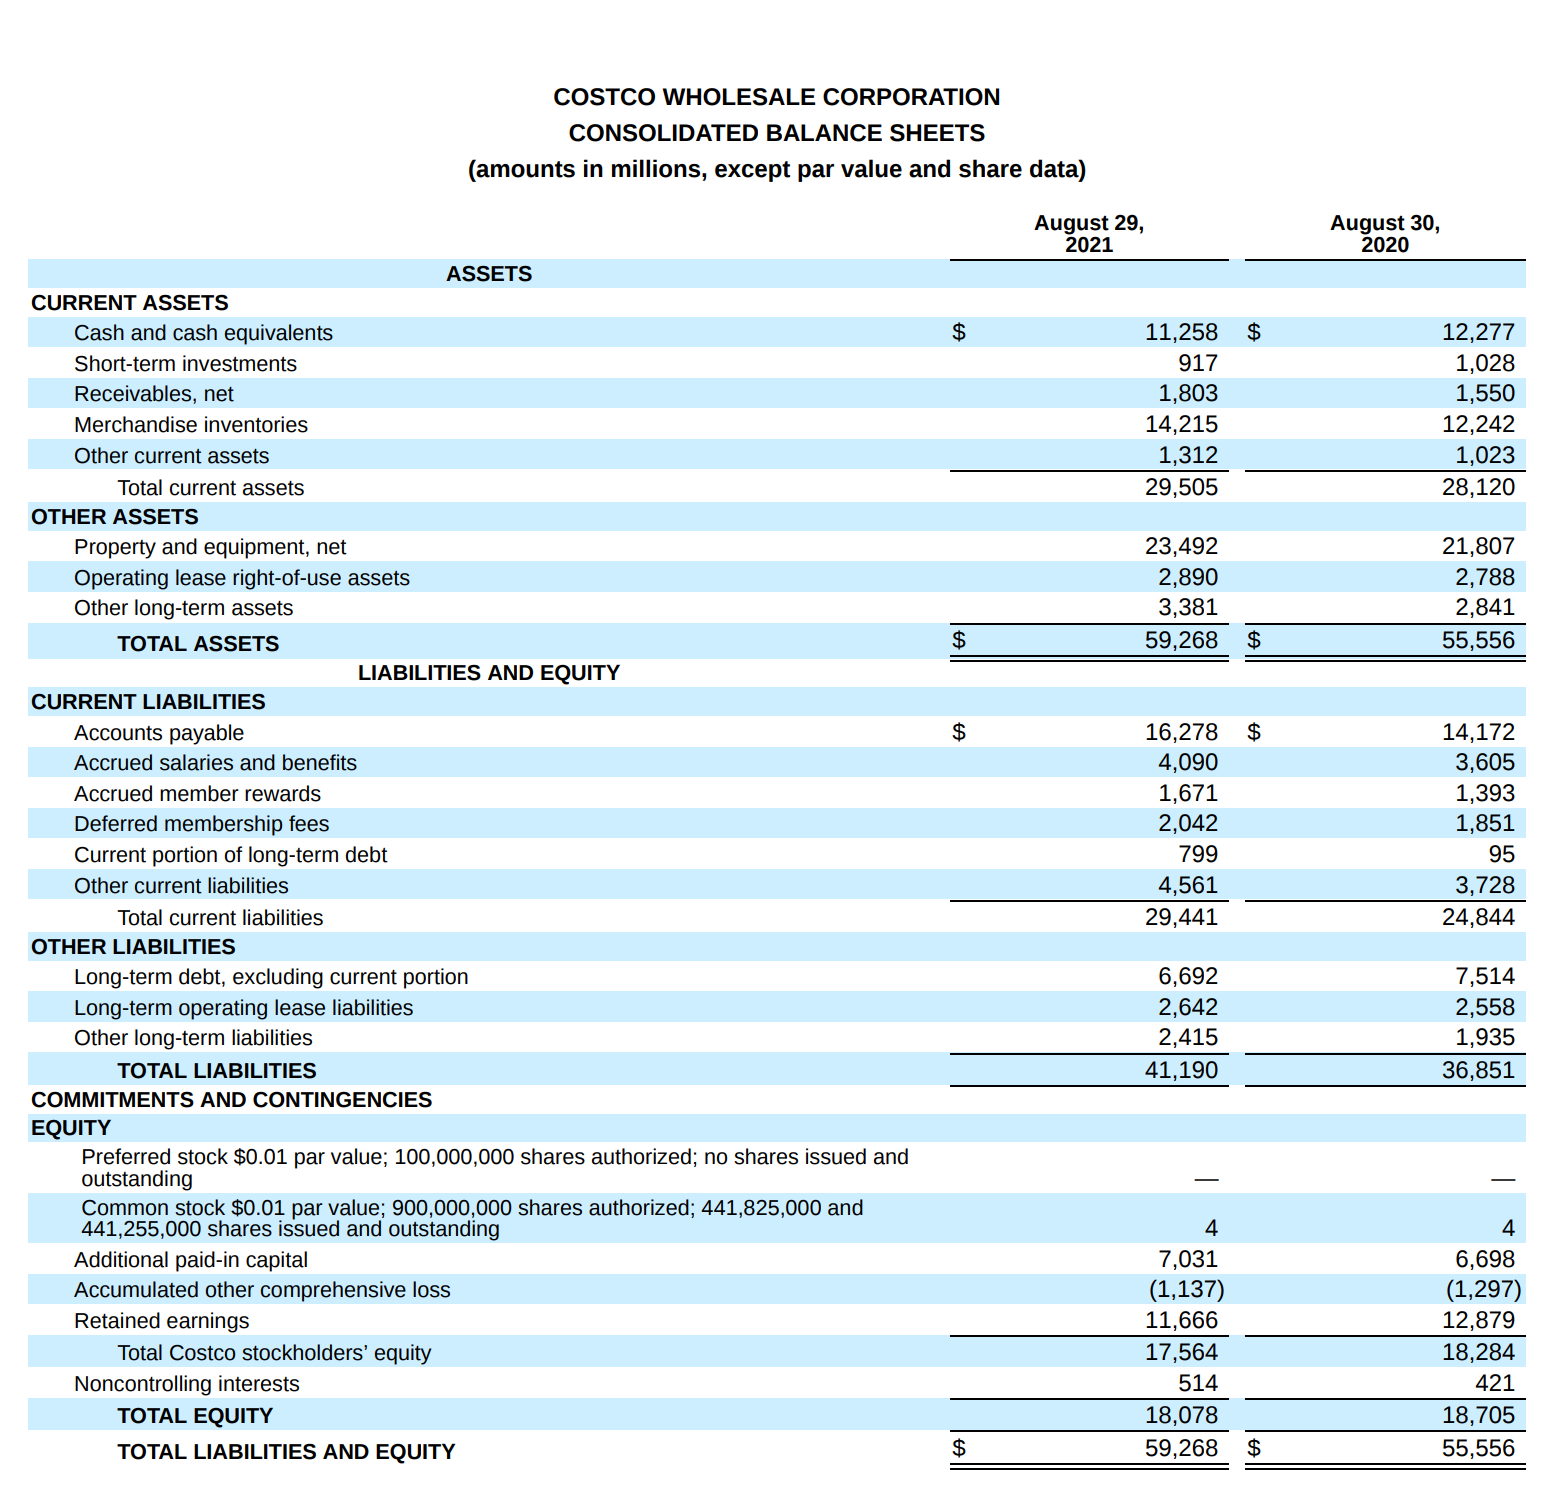 COSTCO WHOLESALE CORPORATION
CONSOLIDATED BALANCE SHEETS
(amounts in millions, except par value and share data)
August 29, 2021 August 30, 2020
ASSETS
CURRENT ASSETS
Cash and cash equivalents $ 11,258 $ 12,277
Short-term investments 917 1,028
Receivables, net 1,803 1,550
Merchandise inventories 14,215 12,242
Other current assets 1,312 1,023
Total current assets 29,505 28,120
OTHER ASSETS
Property and equipment, net 23,492 21,807
Operating lease right-of-use assets 2,890 2,788
Other long-term assets 3,381 2,841
TOTAL ASSETS $ 59,268 $ 55,556
LIABILITIES AND EQUITY
CURRENT LIABILITIES
Accounts payable $ 16,278 $ 14,172
Accrued salaries and benefits 4,090 3,605
Accrued member rewards 1,671 1,393
Deferred membership fees 2,042 1,851
Current portion of long-term debt 799 95
Other current liabilities 4,561 3,728
Total current liabilities 29,441 24,844
OTHER LIABILITIES
Long-term debt, excluding current portion 6,692 7,514
Long-term operating lease liabilities 2,642 2,558
Other long-term liabilities 2,415 1,935
TOTAL LIABILITIES 41,190 36,851
COMMITMENTS AND CONTINGENCIES
EQUITY
Preferred stock $0.01 par value; 100,000,000 shares authorized; no shares issued and
outstanding — —
Common stock $0.01 par value; 900,000,000 shares authorized; 441,825,000 and
441,255,000 shares issued and outstanding 4 4
Additional paid-in capital 7,031 6,698
Accumulated other comprehensive loss (1,137) (1,297)
Retained earnings 11,666 12,879
Total Costco stockholders’ equity 17,564 18,284
Noncontrolling interests 514 421
TOTAL EQUITY 18,078 18,705
TOTAL LIABILITIES AND EQUITY $ 59,268 $ 55,556